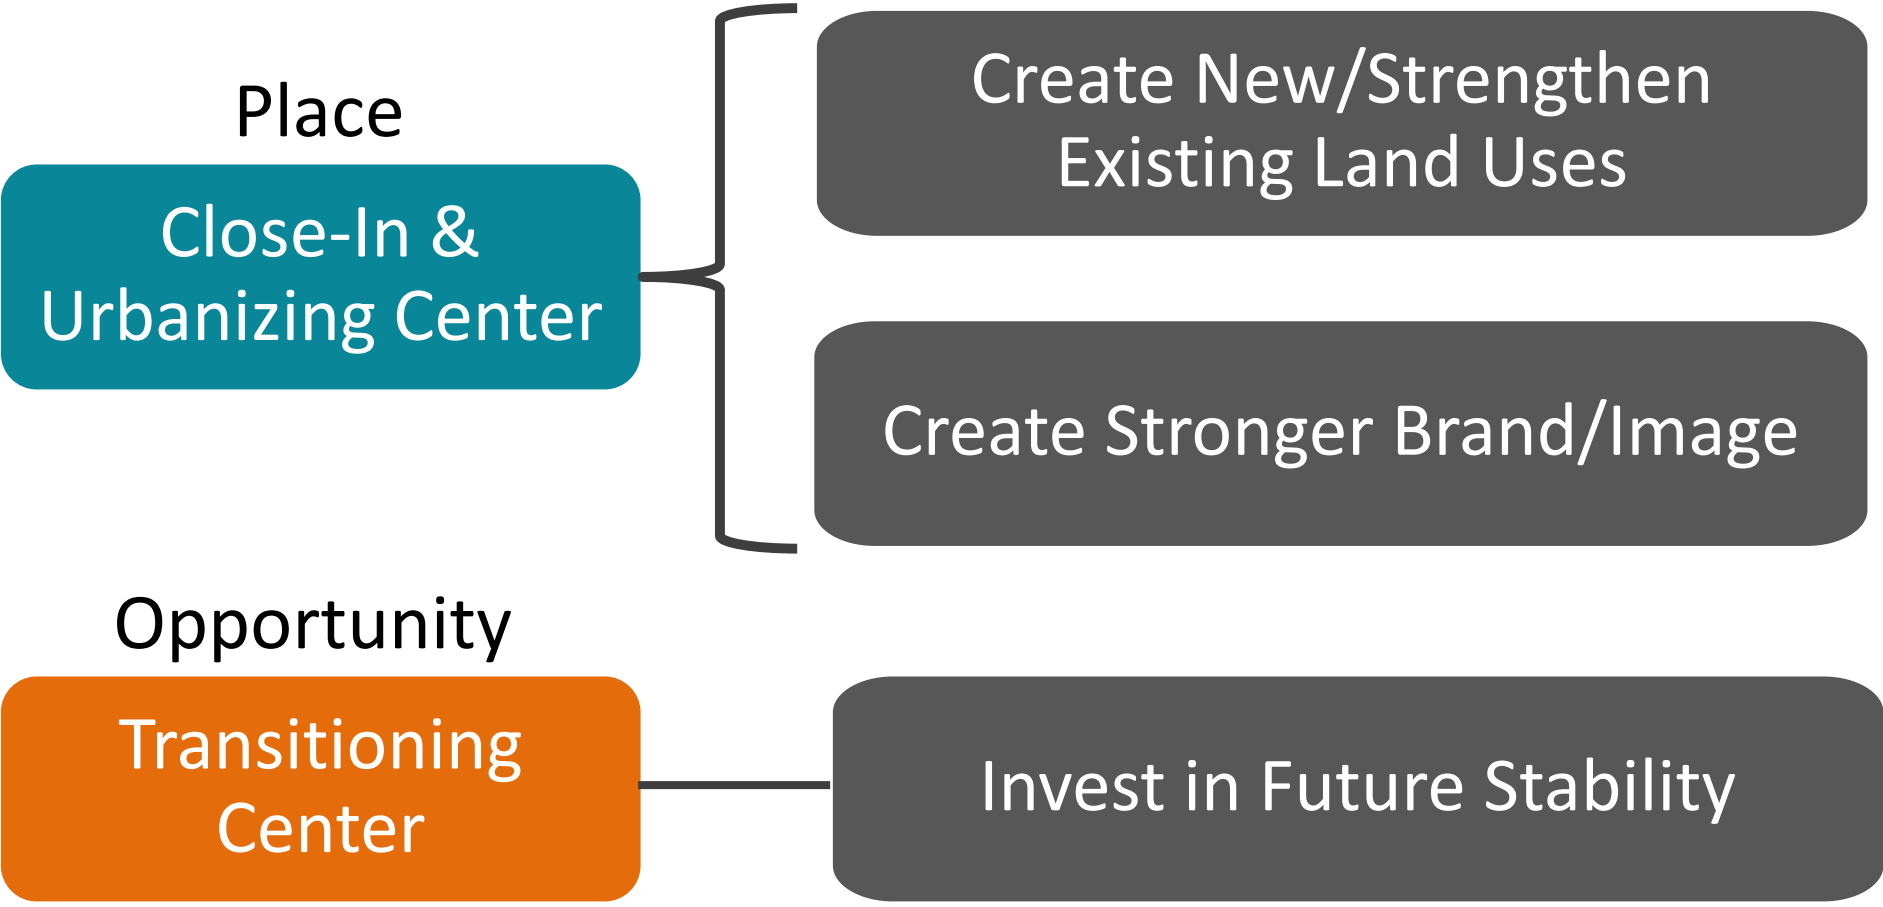 Place
Close-In &
Urbanizing Center
Create New/Strengthen
Existing Land Uses
Create Stronger Brand/Image
Opportunity
Transitioning
Center
Invest in Future Stability